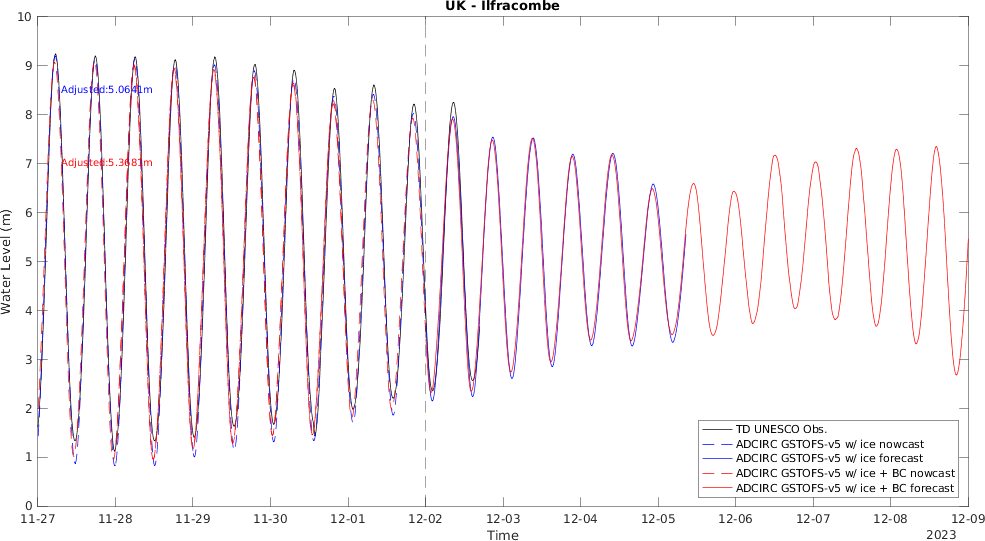 UK - Ilfracombe
10
9
8
7
6
5
4
3
2
1
0
Water Level (m)
Adjusted:5.0641m
Adjusted:5.3681m
TD UNESCO Obs.
ADCIRC GSTOFS-v5 w/ ice nowcast
ADCIRC GSTOFS-v5 w/ ice forecast
ADCIRC GSTOFS-v5 w/ ice + BC nowcast
ADCIRC GSTOFS-v5 w/ ice + BC forecast
11-27 11-28 11-29 11-30 12-01 12-02 12-03 12-04 12-05 12-06 12-07 12-08 12-09
Time
2023